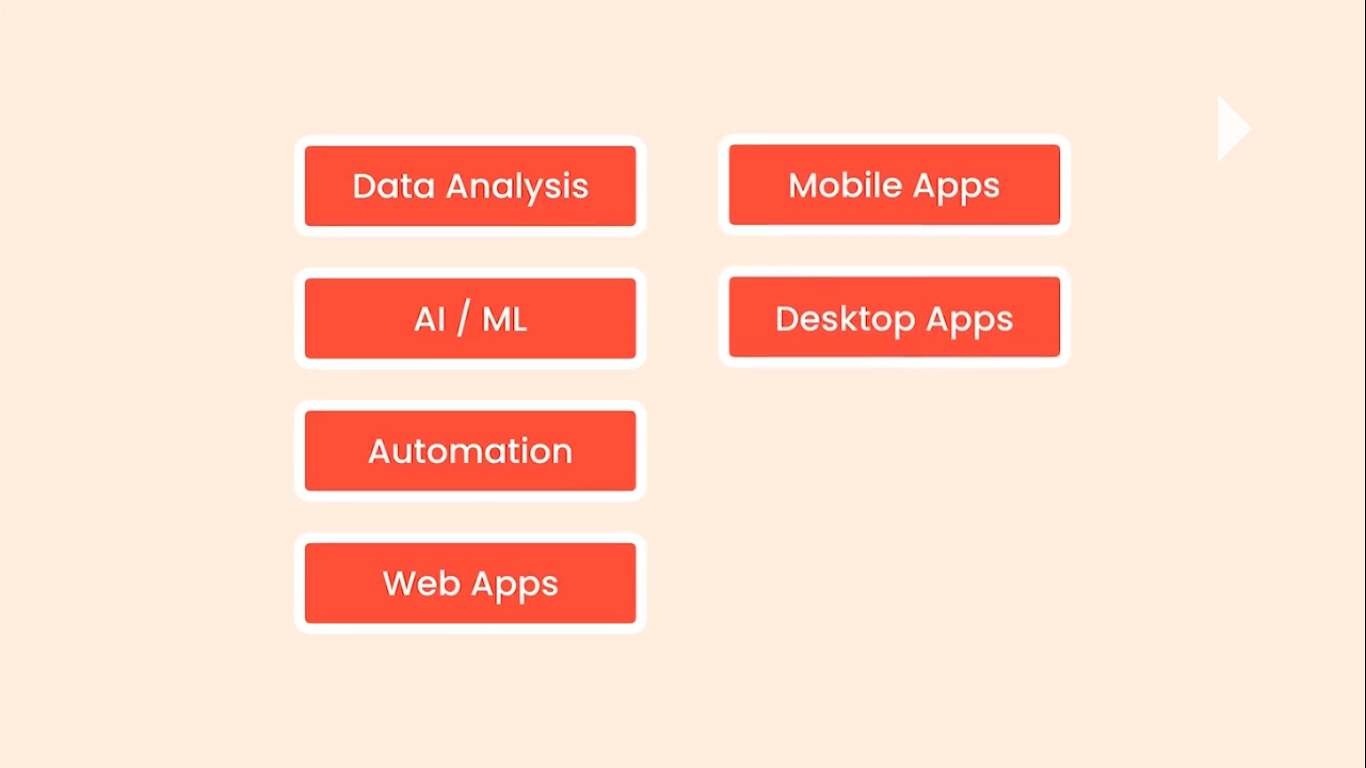 Data Analysis
AI / ML
Automation
Web Apps
Mobile Apps
Desktop Apps